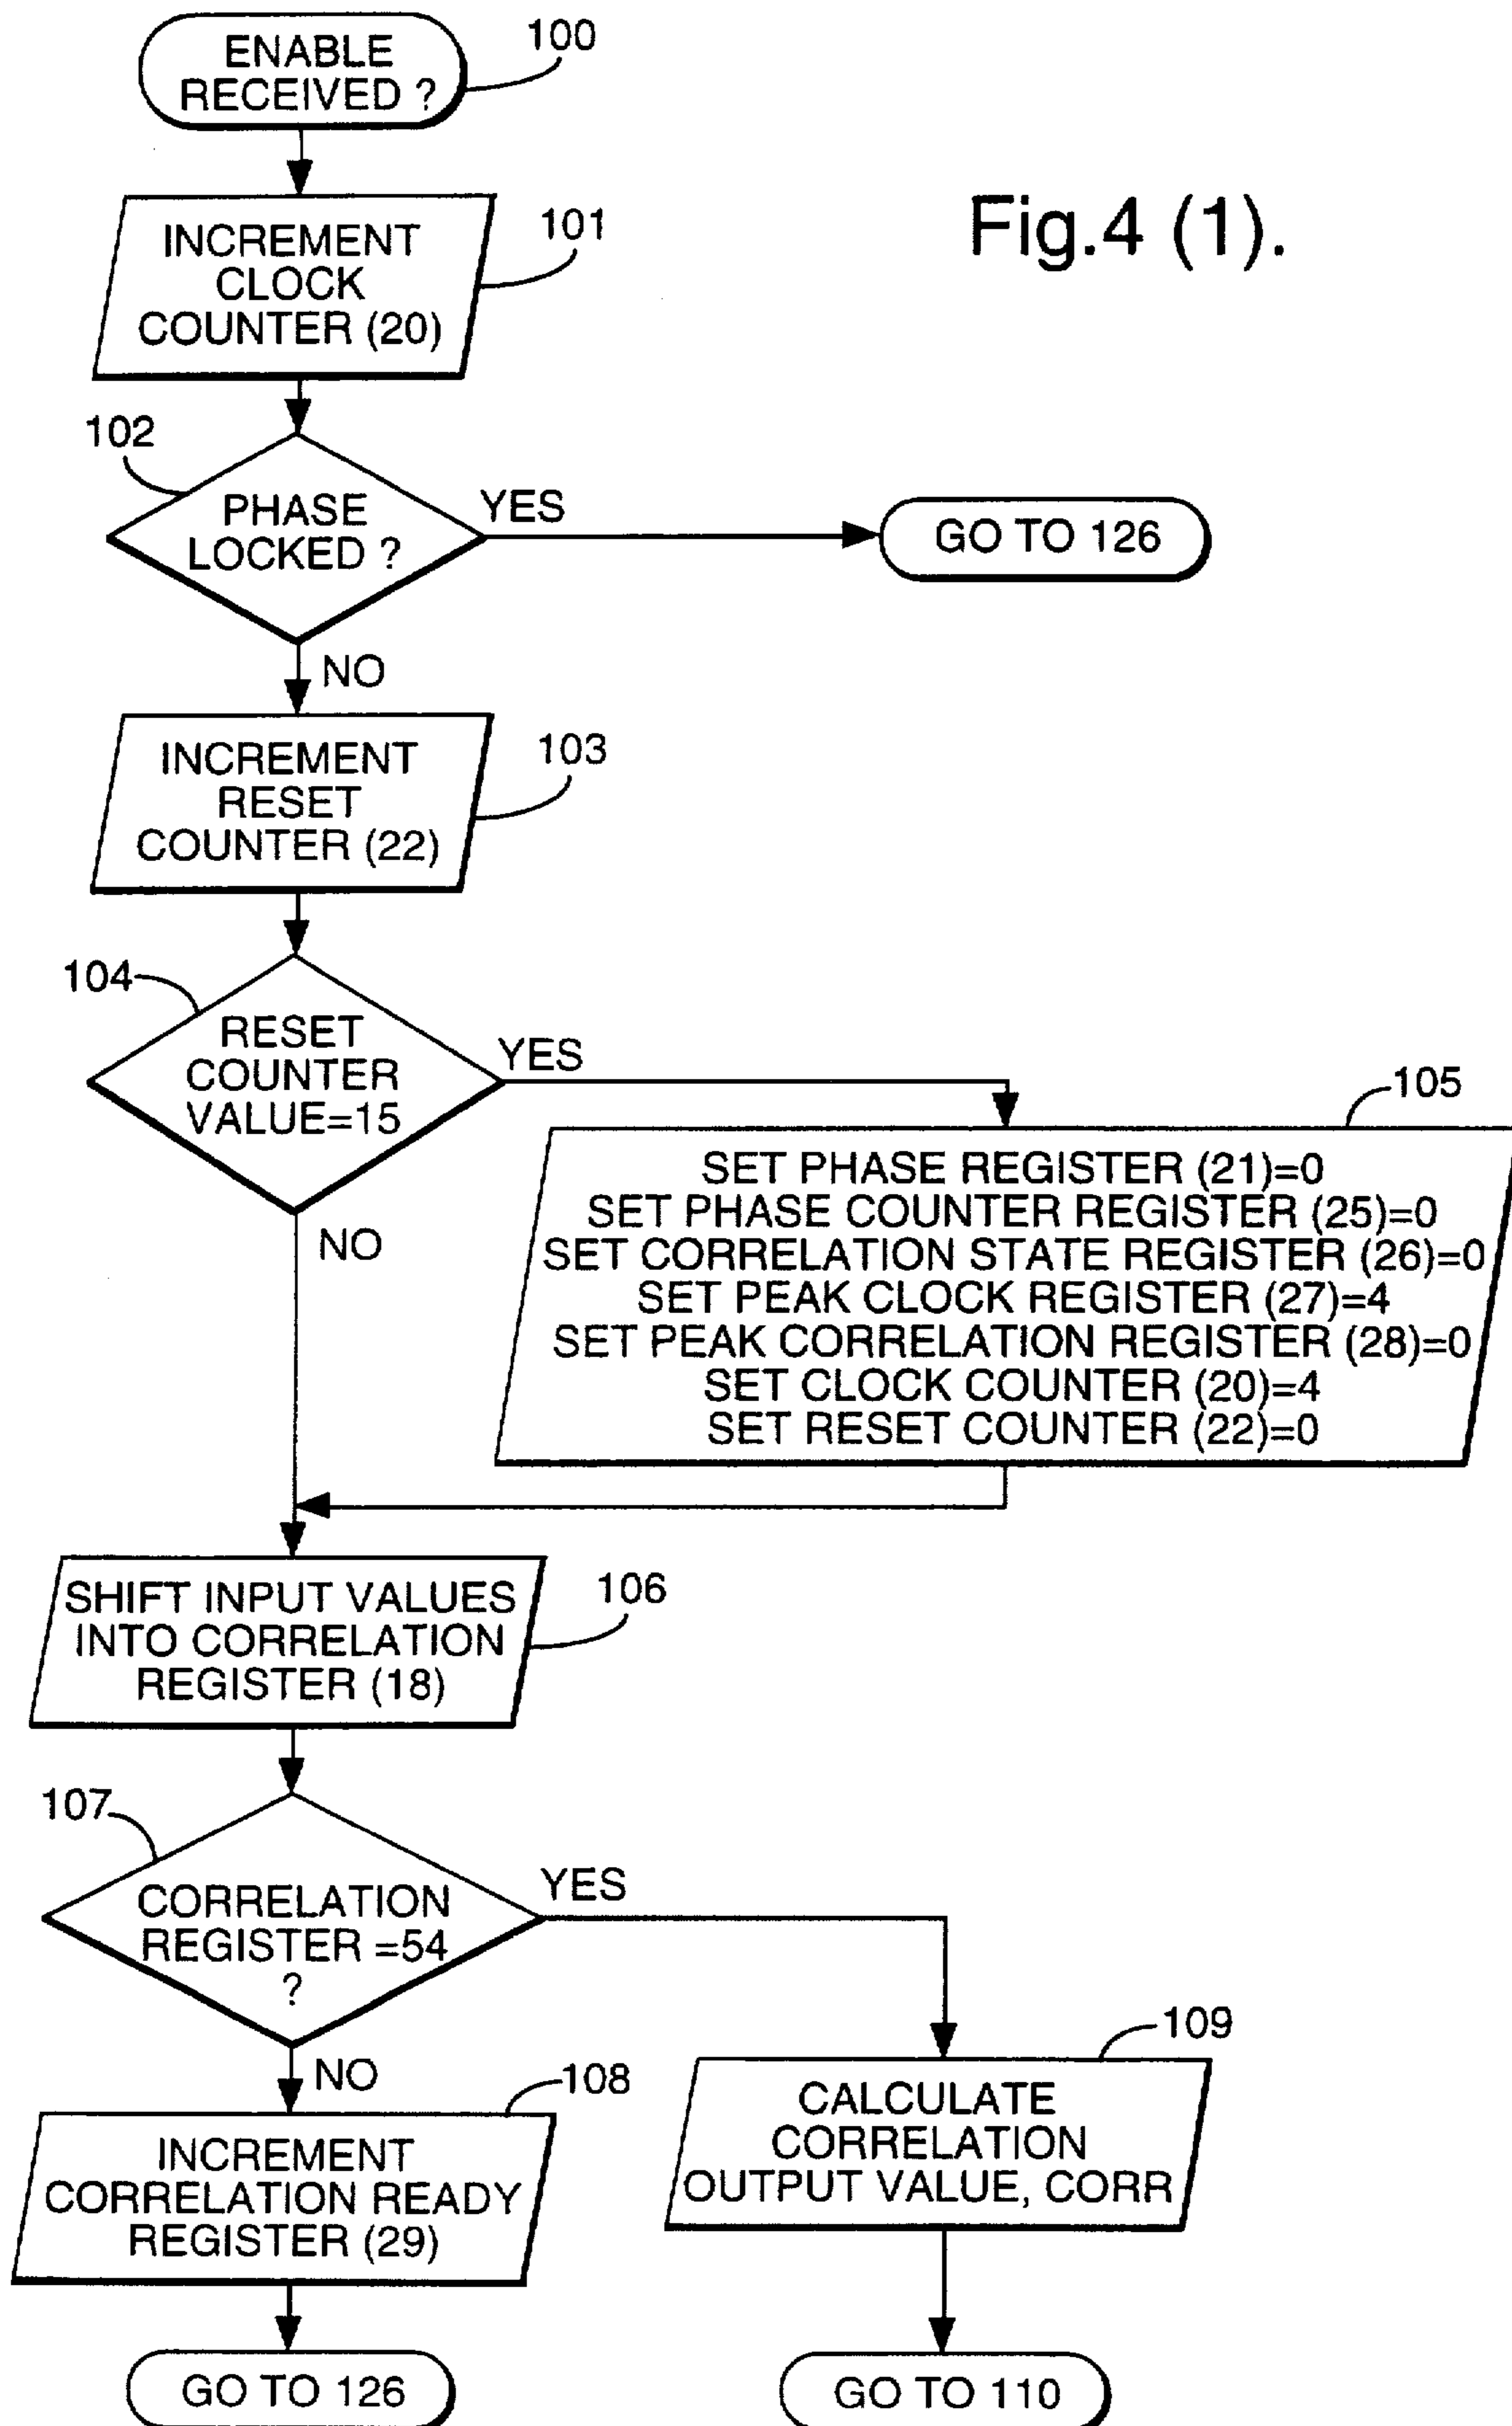 ENABLE
RECEIVED ?
100
Fig.4 (1).
INCREMENT
CLOCK
COUNTER (20)
101
102
PHASE
LOCKED ?
YES
GO TO 126
NO
INCREMENT
RESET
COUNTER (22)
103
104
RESET
COUNTER
VALUE=15
YES
NO
105
SET PHASE REGISTER (21)=0
SET PHASE COUNTER REGISTER (25)=0
SET CORRELATION STATE REGISTER (26)=0
SET PEAK CLOCK REGISTER (27)=4
SET PEAK CORRELATION REGISTER (28)=0
SET CLOCK COUNTER (20)=4
SET RESET COUNTER (22)=0
SHIFT INPUT VALUES
INTO CORRELATION
REGISTER (18)
106
107
CORRELATION
REGISTER =54
?
YES
NO
108
INCREMENT
CORRELATION READY
REGISTER (29)
109
CALCULATE
CORRELATION
OUTPUT VALUE, CORR
GO TO 126
GO TO 110